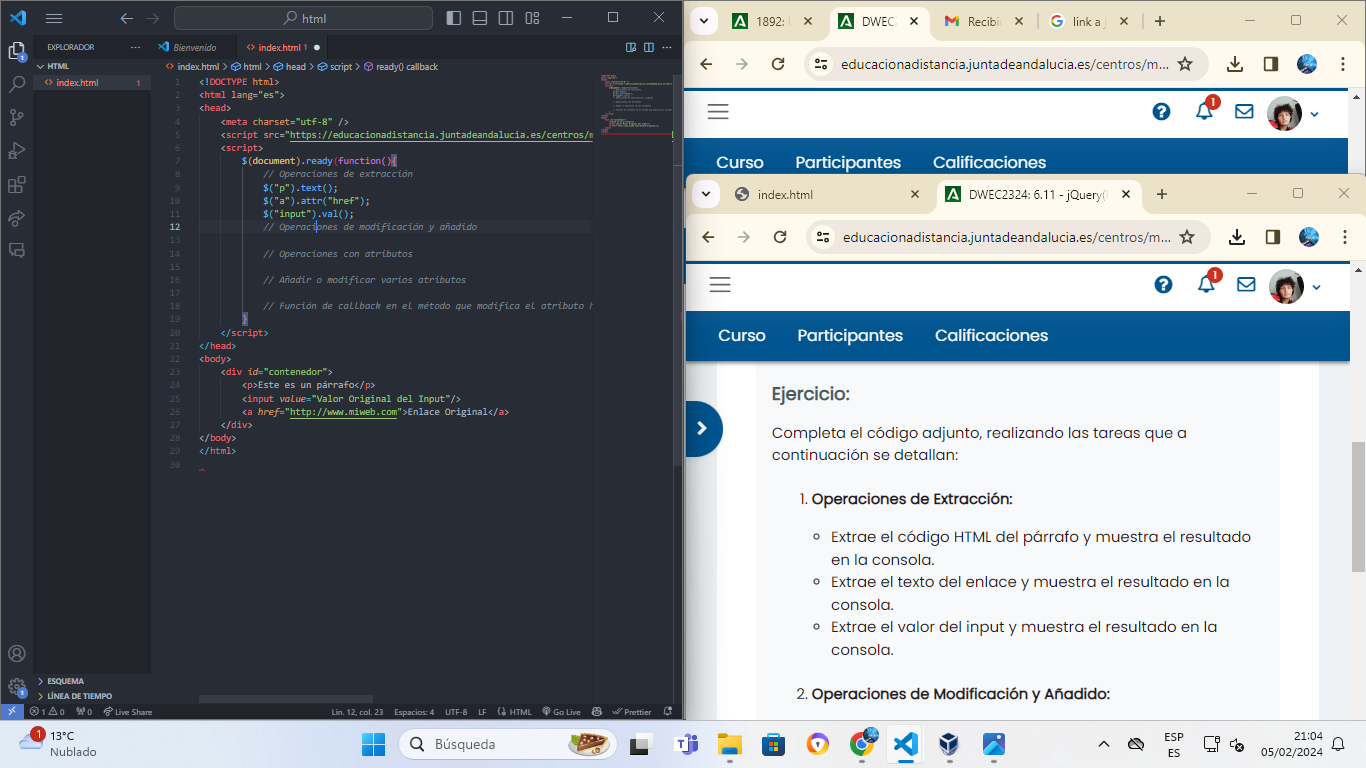 html
EXPLORADOR
Bienvenido
index.html 1
HTML
index.html 1
index.html > html > head > script > ready() callback
1 <!DOCTYPE html>
2 <html lang="es">
3 <head>
4 <meta charset="utf-8" />
5 <script src="https://educacionadistancia.juntadeandalucia.es/centros/m
6 <script>
7 $(document).ready(function(){
8 // Operaciones de extracción
9 $("p").text();
10 $("a").attr("href");
11 $("input").val();
12 // Operaciones de modificación y añadido
13
14 // Operaciones con atributos
15
16 // Añadir o modificar varios atributos
17
18 // Función de callback en el método que modifica el atributo h
19 }
20 </script>
21 </head>
22 <body>
23 <div id="contenedor">
24 <p>Este es un párrafo</p>
25 <input value="Valor Original del Input"/>
26 <a href="http://www.miweb.com">Enlace Original</a>
27 </div>
28 </body>
29 </html>
30
1
1
ESQUEMA
LÍNEA DE TIEMPO
1 0 0 Live Share Lín. 12, col. 23 Espacios: 4 UTF-8 LF HTML Go Live Prettier
1892: DWEC2 Recibi link a j
educacionadistancia.juntadeandalucia.es/centros/m...
1
Curso Participantes Calificaciones
index.html DWEC2324: 6.11 - jQuery(
educacionadistancia.juntadeandalucia.es/centros/m...
1
Curso Participantes Calificaciones
Ejercicio:
Completa el código adjunto, realizando las tareas que a
continuación se detallan:
1. Operaciones de Extracción:
Extrae el código HTML del párrafo y muestra el resultado
en la consola.
Extrae el texto del enlace y muestra el resultado en la
consola.
Extrae el valor del input y muestra el resultado en la
consola.
2. Operaciones de Modificación y Añadido:
1
13°C
Nublado
Búsqueda
ESP
ES
21:04
05/02/2024